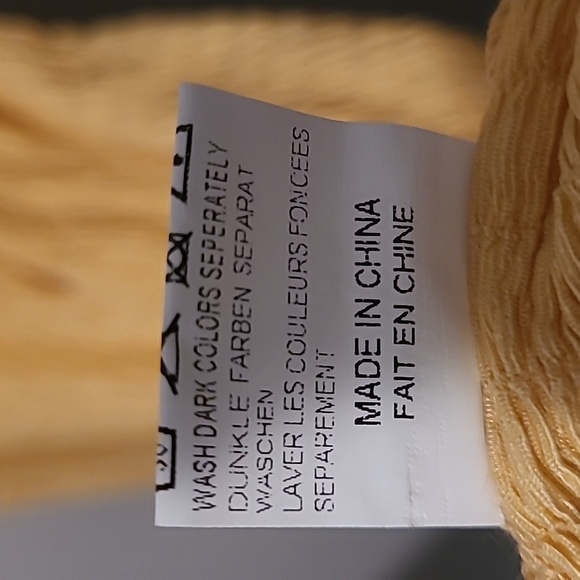 WASH DARK COLORS SEPERATELY
DUNKLE FARBEN SEPARAT
WASCHEN
LAVER LES COULEURS FONCEES
SEPAREMENT
MADE IN CHINA
FAIT EN CHINE